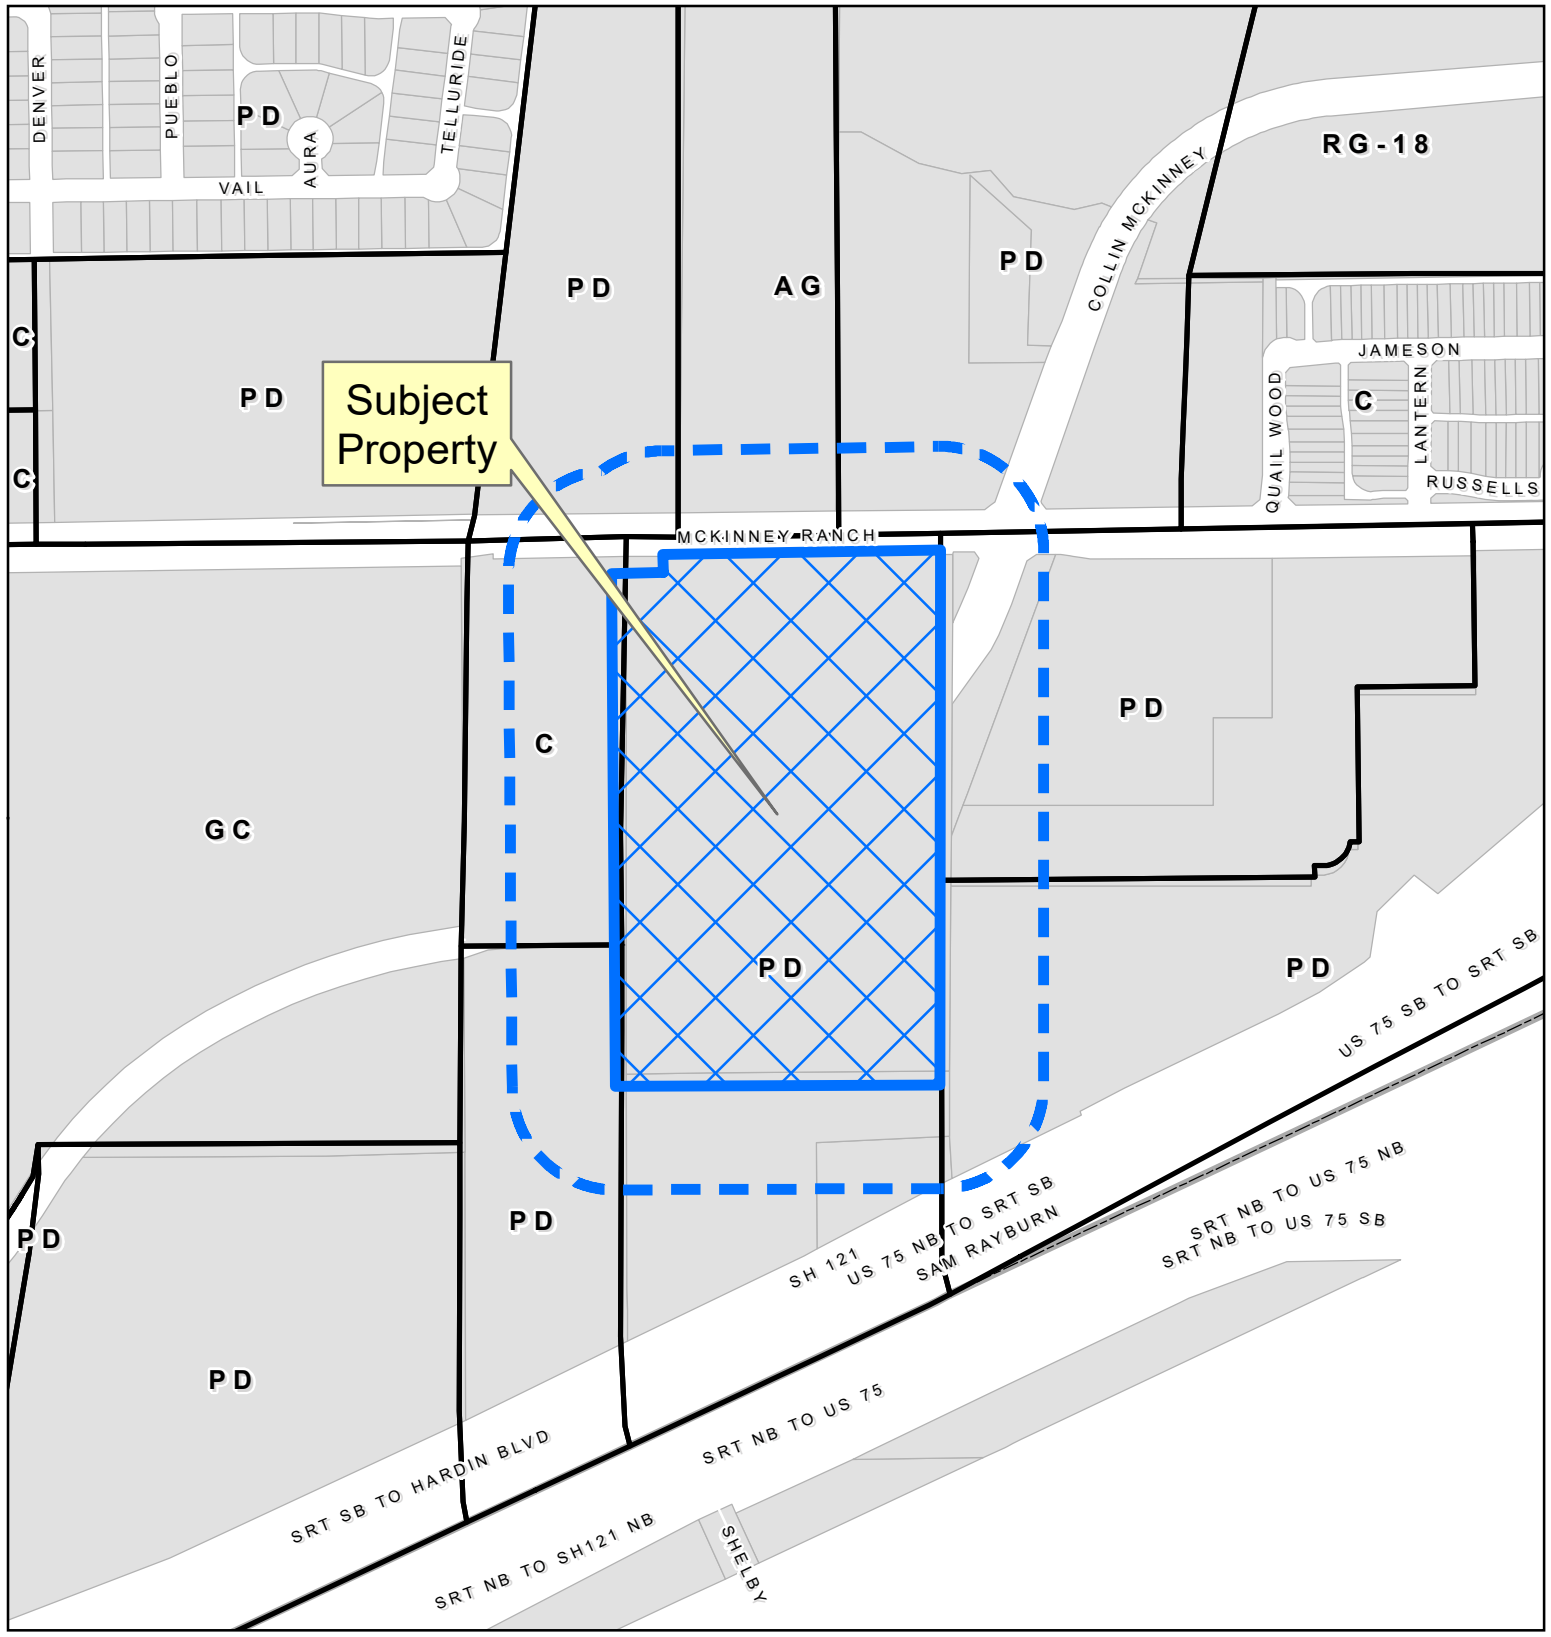 DENVER
PUEBLO
TELLURIDE
PD
AURA
VAIL
COLLIN MCKINNEY
RG-18
PD
AG
PD
C
PD
Subject
Property
JAMESON
QUAIL WOOD
C
LANTERN
C
RUSSELLS
MCKINNEY RANCH
PD
C
GC
PD
PD
US 75 SB TO SRT SB
SRT NB TO US 75 NB
SRT NB TO US 75 SB
PD
PD
SH 121
US 75 NB TO SRT SB
SAM RAYBURN
PD
SRT NB TO US 75
SRT SB TO HARDIN BLVD
SRT NB TO SH121 NB
SHELBY